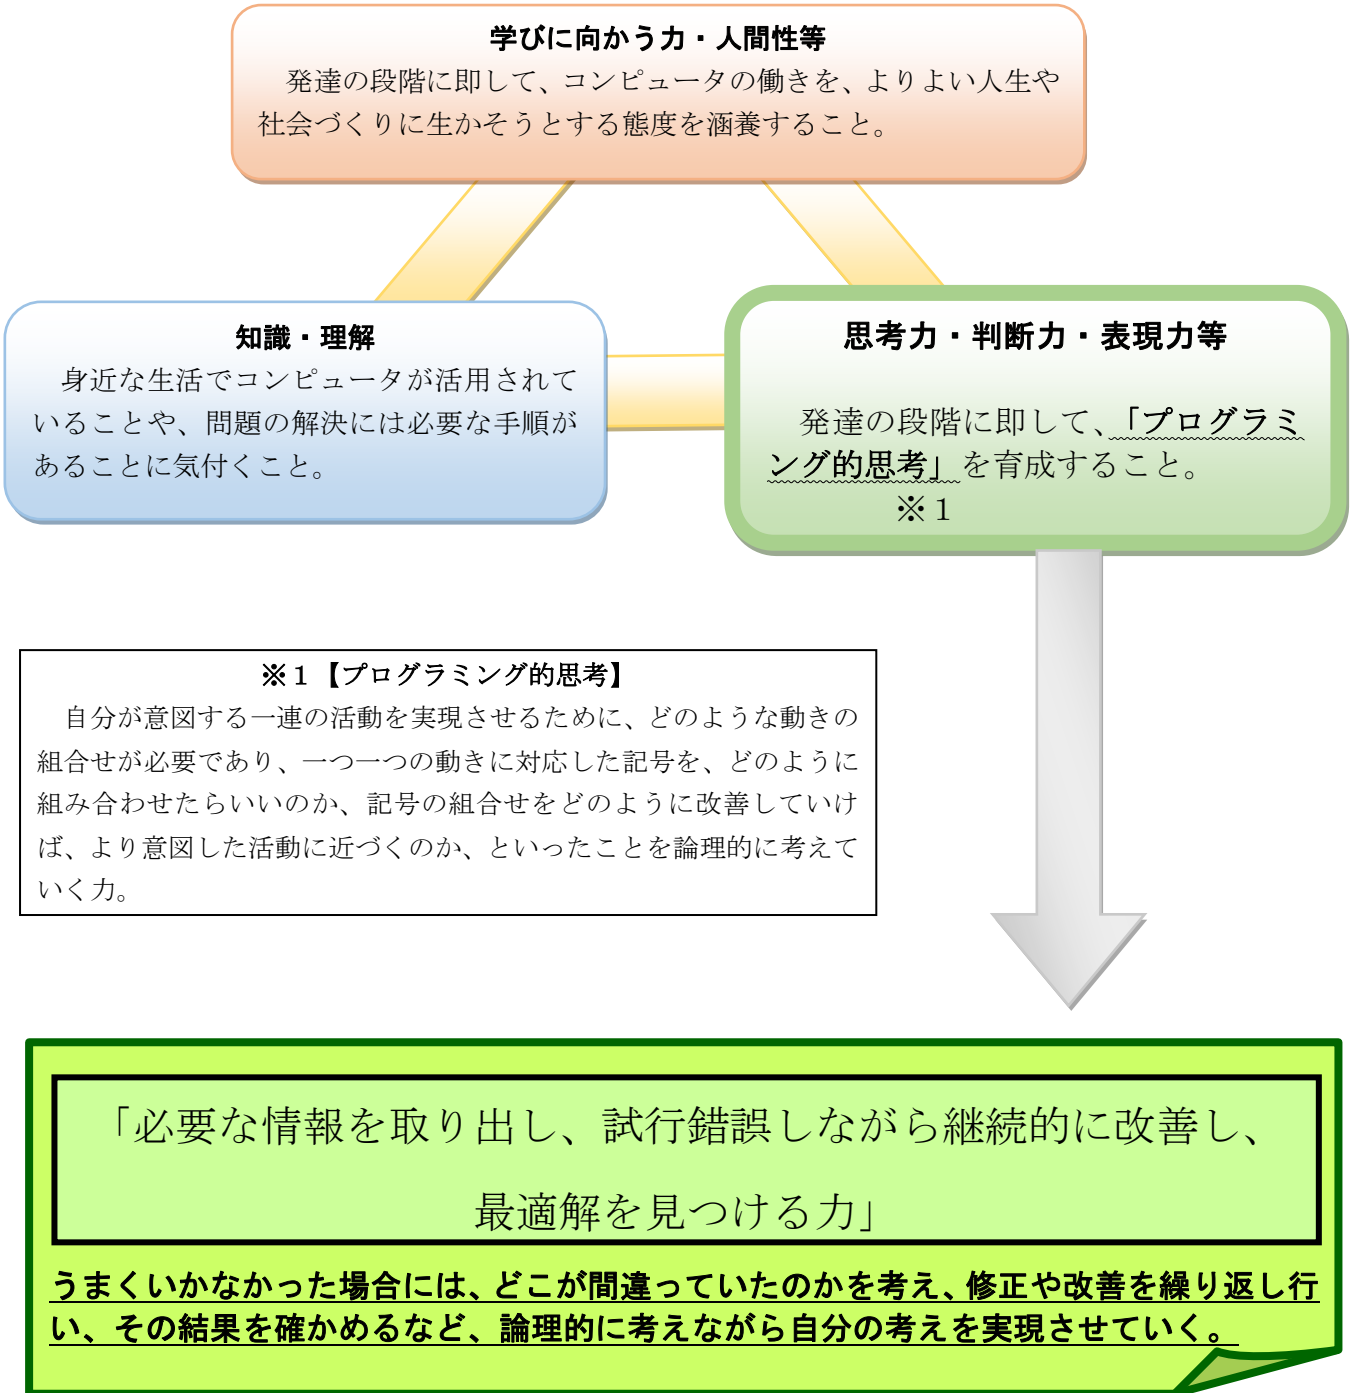 学びに向かう力・人間性等
発達の段階に即して、コンピュータの働きを、よりよい人生や
社会づくりに生かそうとする態度を涵養すること。
知識・理解
身近な生活でコンピュータが活用されて
いることや、問題の解決には必要な手順が
あることに気付くこと。
思考力・判断力・表現力等
発達の段階に即して、「プログラミ
ング的思考」を育成すること。
※１
※１【プログラミング的思考】
自分が意図する一連の活動を実現させるために、どのような動きの
組合せが必要であり、一つ一つの動きに対応した記号を、どのように
組み合わせたらいいのか、記号の組合せをどのように改善していけ
ば、より意図した活動に近づくのか、といったことを論理的に考えて
いく力。
「必要な情報を取り出し、試行錯誤しながら継続的に改善し、
最適解を見つける力」
うまくいかなかった場合には、どこが間違っていたのかを考え、修正や改善を繰り返し行
い、その結果を確かめるなど、論理的に考えながら自分の考えを実現させていく。